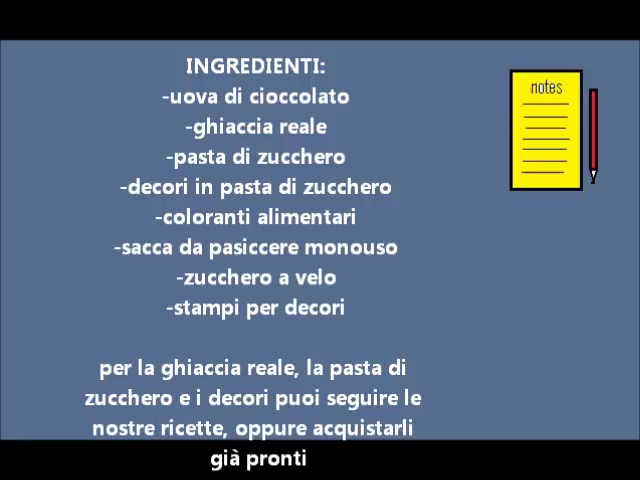 INGREDIENTI:
-uova di cioccolato
-ghiaccia reale
-pasta di zucchero
-decori in pasta di zucchero
-coloranti alimentari
-sacca da pasiccere monouso
-zucchero a velo
-stampi per decori
per la ghiaccia reale, la pasta di
zucchero e i decori puoi seguire le
nostre ricette, oppure acquistarli
già pronti
notes